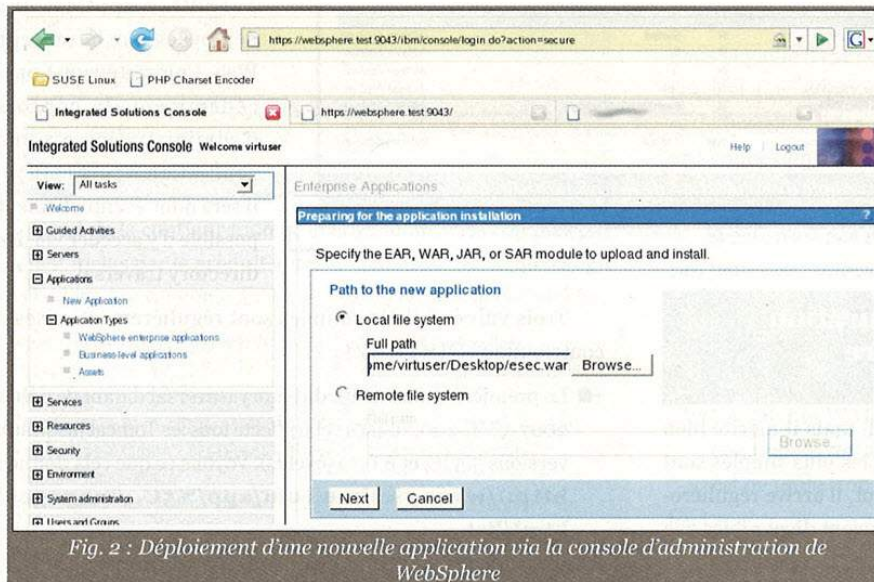 https://websphere.test.9043/ibm/console/login do?action=secure
SUSE Linux PHP Charset Encoder
Integrated Solutions Console https://websphere test 9043/
Integrated Solutions Console Welcome virtuser Help Logout
View: All tasks
Welcome
Guided Activities
Servers
Applications
New Application
Application Types
WebSphere enterprise applications
Business-level applications
Assets
Services
Resources
Security
Environment
System administration
Users and Groups
Enterprise Applications
Preparing for the application installation ?
Specify the EAR, WAR, JAR, or SAR module to upload and install.
Path to the new application
Local file system
Full path
ome/virtuser/Desktop/esec.war Browse...
Remote file system
Browse...
Next Cancel
Fig. 2 : Déploiement d'une nouvelle application via la console d'administration de
WebSphere